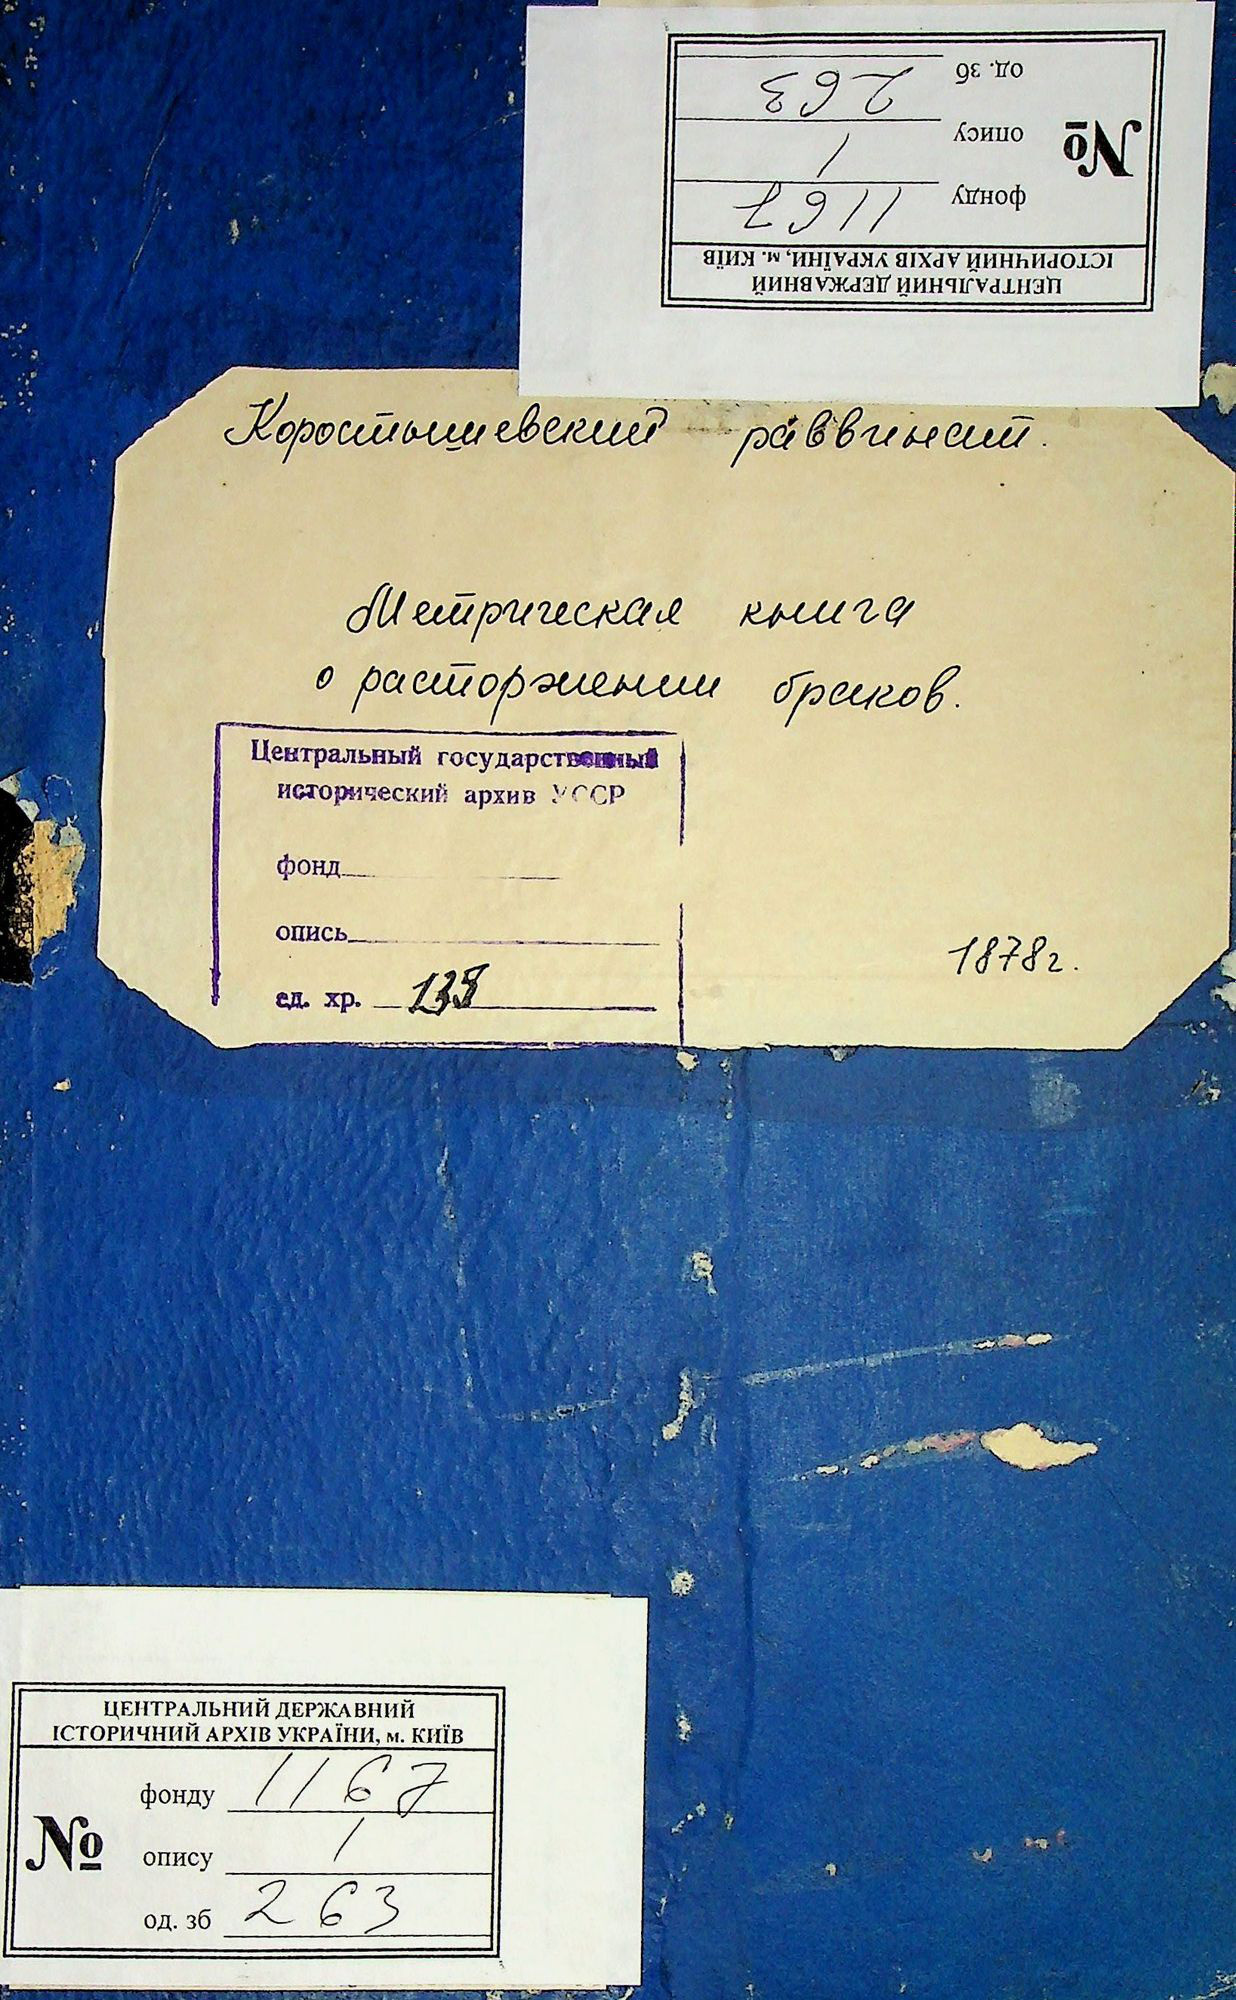 ЦЕНТРАЛЬНИЙ ДЕРЖАВНИЙ
ІСТОРИЧНИЙ АРХІВ УКРАЇНИ, м. КИЇВ
№
фонду 1167
опису 1
од. зб 263
Коростышевский раввинат.
Метрическая книга
о расторжении браков.
Центральный государственный
исторический архив УССР
фонд
опись
ед. хр.
1878г.
ЦЕНТРАЛЬНИЙ ДЕРЖАВНИЙ
ІСТОРИЧНИЙ АРХІВ УКРАЇНИ, м. КИЇВ
№
фонду 1167
опису 1
од. зб 263